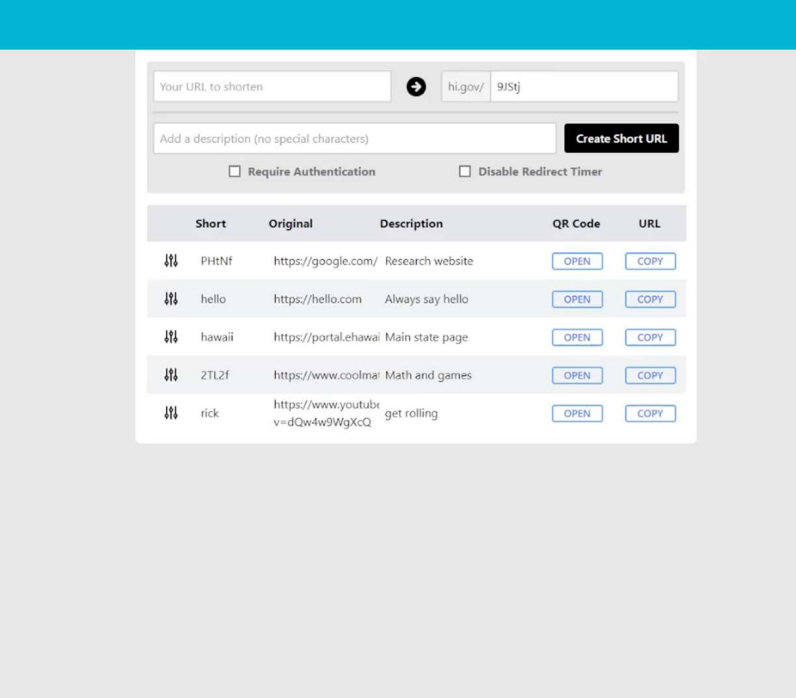 Your URL to shorten hi.gov/ 9JStj
Add a description (no special characters) Create Short URL
Require Authentication Disable Redirect Timer
Short Original Description QR Code URL
PHtNf https://google.com/ Research website OPEN COPY
hello https://hello.com Always say hello OPEN COPY
hawaii https://portal.ehawai Main state page OPEN COPY
2TL2f https://www.coolmat Math and games OPEN COPY
rick https://www.youtube get rolling OPEN COPY
v=dQw4w9WgXcQ